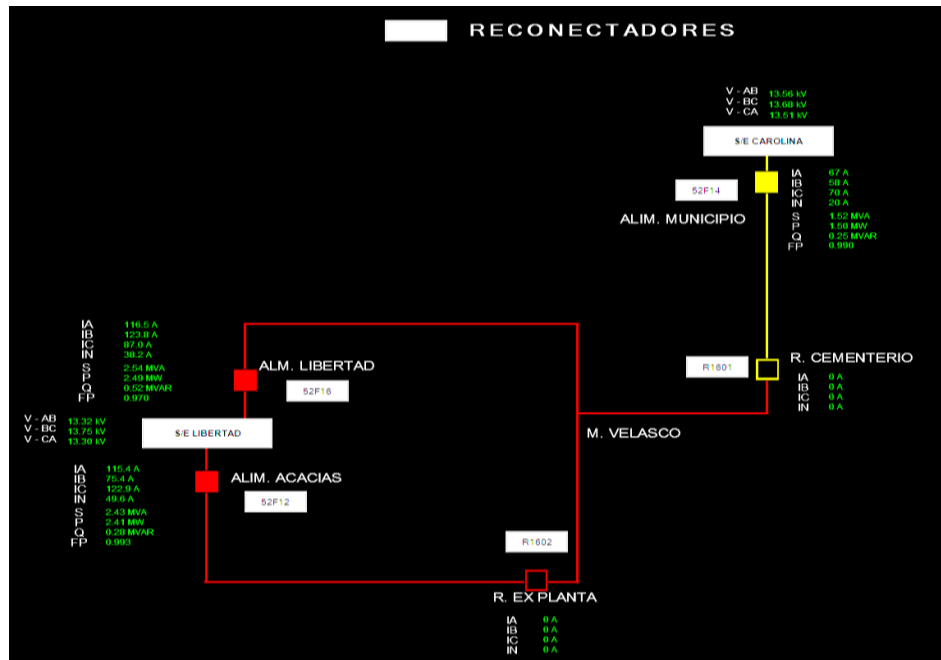 RECONECTADORES
V - AB 13.56 kV
V - BC 13.68 kV
V - CA 13.51 kV
S/E CAROLINA
52F14
ALIM. MUNICIPIO
IA 67 A
IB 58 A
IC 70 A
IN 20 A
S 1.52 MVA
P 1.50 MW
Q 0.25 MVAR
FP 0.990
IA 116.5 A
IB 123.8 A
IC 87.0 A
IN 38.2 A
S 2.54 MVA
P 2.49 MW
Q 0.52 MVAR
FP 0.970
ALM. LIBERTAD
52F16
R1601
R. CEMENTERIO
IA 0 A
IB 0 A
IC 0 A
IN 0 A
V - AB 13.32 kV
V - BC 13.75 kV
V - CA 13.30 kV
S/E LIBERTAD
M. VELASCO
IA 115.4 A
IB 75.4 A
IC 122.9 A
IN 49.6 A
S 2.43 MVA
P 2.41 MW
Q 0.28 MVAR
FP 0.993
ALIM. ACACIAS
52F12
R1602
R. EX PLANTA
IA 0 A
IB 0 A
IC 0 A
IN 0 A